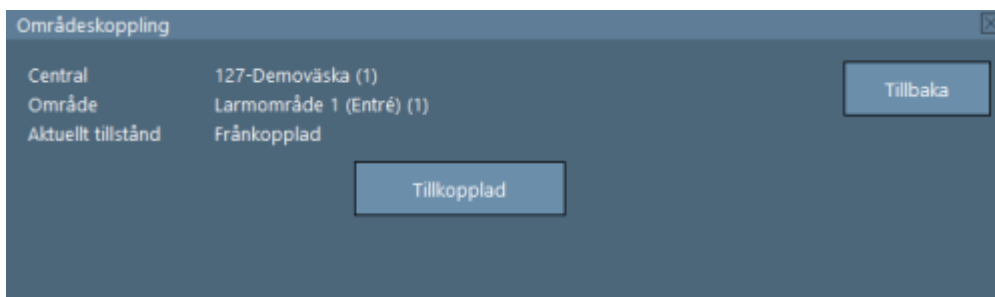 Områdeskoppling
Central 127-Demoväska (1)
Område Larmområde 1 (Entré) (1)
Aktuellt tillstånd Frånkopplad
Tillbaka
Tillkopplad